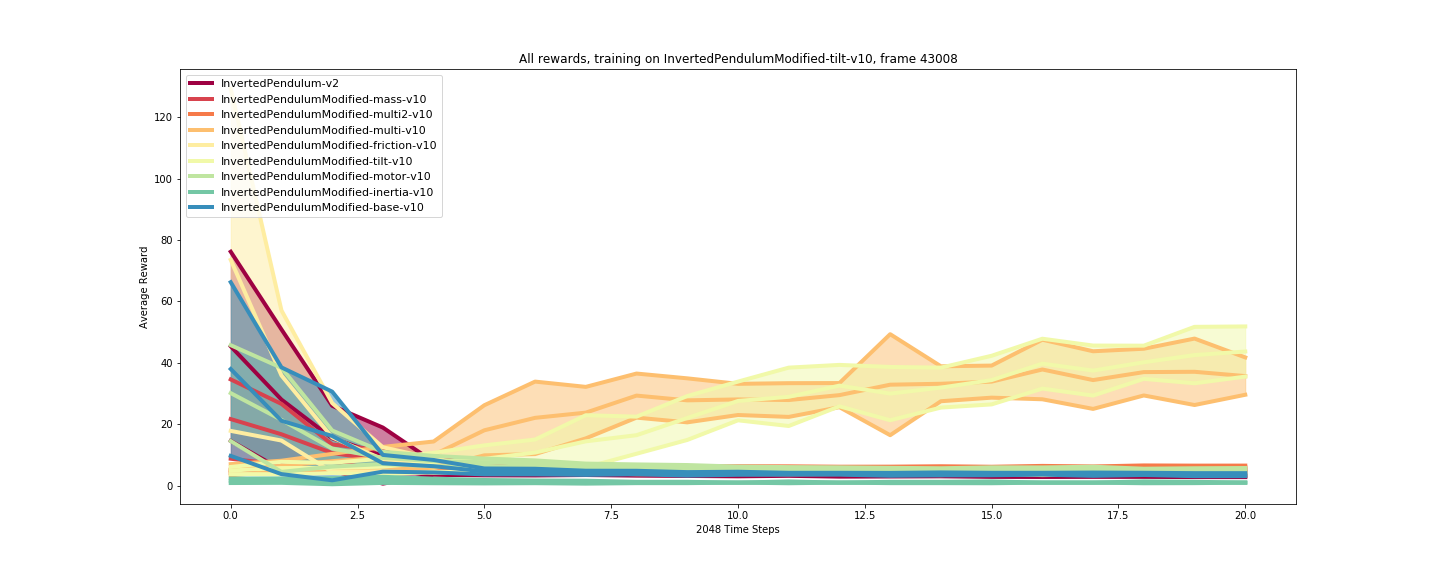 All rewards, training on InvertedPendulumModified-tilt-v10, frame 43008
InvertedPendulum-v2
InvertedPendulumModified-mass-v10
InvertedPendulumModified-multi2-v10
InvertedPendulumModified-multi-v10
InvertedPendulumModified-friction-v10
InvertedPendulumModified-tilt-v10
InvertedPendulumModified-motor-v10
InvertedPendulumModified-inertia-v10
InvertedPendulumModified-base-v10
Average Reward
120
100
80
60
40
20
0
0.0 2.5 5.0 7.5 10.0 12.5 15.0 17.5 20.0
2048 Time Steps